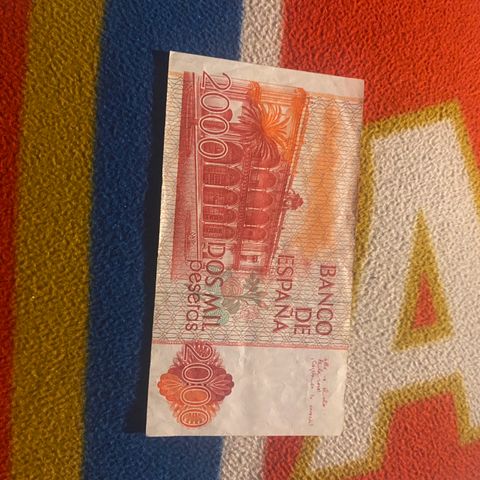 2000
BANCO
DE
ESPAÑA
DOS MIL
pesetas
2000
A